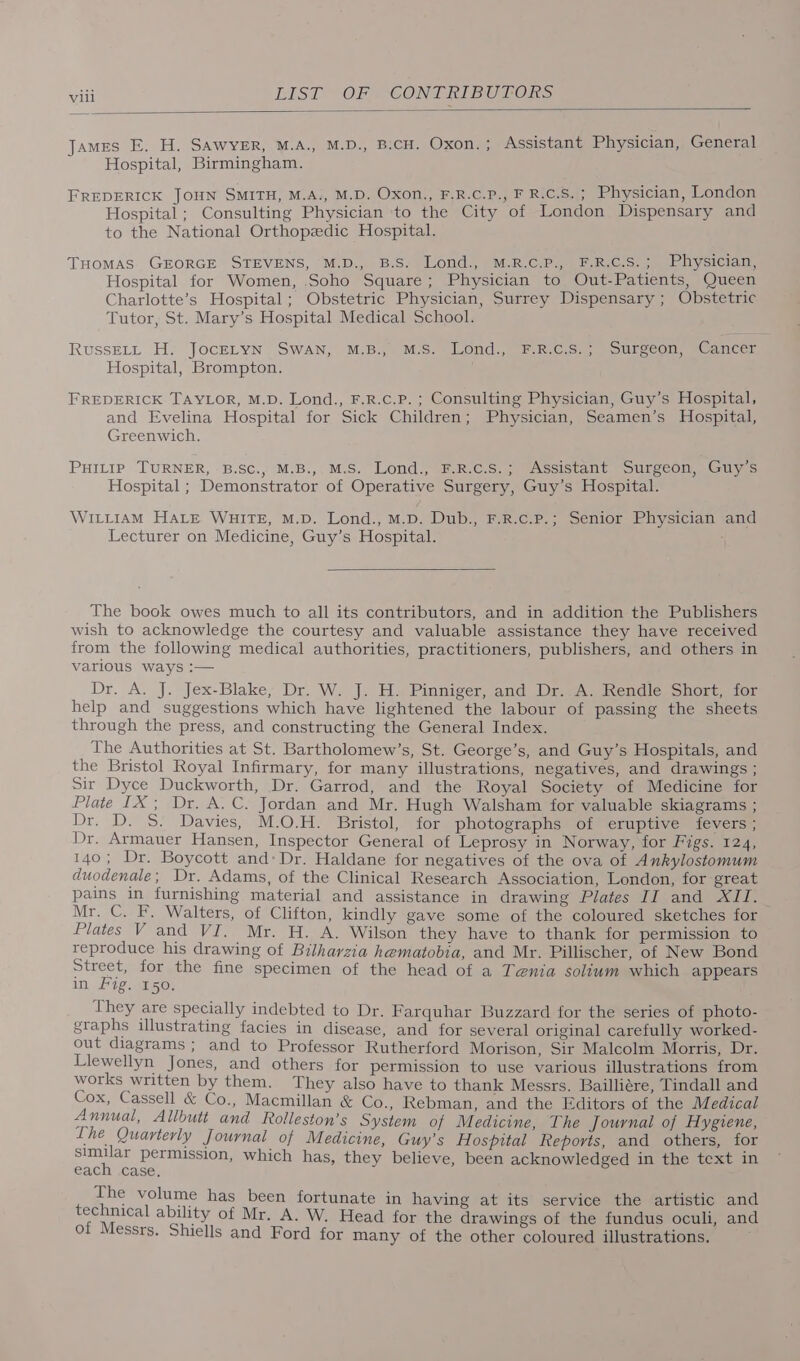 viii LIST OF CONTRIBUTORS
JAMES E. H. SAWYER, M.A., M.D., B.CH. Oxon.; Assistant Physician, General
Hospital, Birmingham.
FREDERICK JOHN SMITH, M.A., M.D. Oxon., F.R.C.P., F R.C.S.; Physician, London
Hospital; Consulting Physician to the City of London Dispensary and
to the National Orthopædic Hospital.
THOMAS GEORGE STEVENS, M.D., B.S. Lond., M.R.C.P., F.R.C.S.; Physician,
Hospital for Women, Soho Square; Physician to Out-Patients, Queen
Charlotte's Hospital; Obstetric Physician, Surrey Dispensary; Obstetric
Tutor, St. Mary's Hospital Medical School.
RUSSELL H. JOCELYN SWAN, M.B., M.S. Lond., F.R.C.S.; Surgeon, Cancer
Hospital, Brompton.
FREDERICK TAYLOR, M.D. Lond., F.R.C.P.; Consulting Physician, Guy's Hospital,
and Evelina Hospital for Sick Children; Physician, Seamen's Hospital,
Greenwich.
PHILIP TURNER, B.SC., M.B., M.S. Lond., F.R.C.S.; Assistant Surgeon, Guy's
Hospital; Demonstrator of Operative Surgery, Guy's Hospital.
WILLIAM HALE WHITE, M.D. Lond., M.D. Dub., F.R.C.P.; Senior Physician and
Lecturer on Medicine, Guy's Hospital.
The book owes much to all its contributors, and in addition the Publishers
wish to acknowledge the courtesy and valuable assistance they have received
from the following medical authorities, practitioners, publishers, and others in
various ways :—
Dr. A. J. Jex-Blake, Dr. W. J. H. Pinniger, and Dr. A. Rendle Short, for
help and suggestions which have lightened the labour of passing the sheets
through the press, and constructing the General Index.
The Authorities at St. Bartholomew's, St. George's, and Guy's Hospitals, and
the Bristol Royal Infirmary, for many illustrations, negatives, and drawings;
Sir Dyce Duckworth, Dr. Garrod, and the Royal Society of Medicine for
Plate IX; Dr. A. C. Jordan and Mr. Hugh Walsham for valuable skiagrams;
Dr. D. S. Davies, M.O.H. Bristol, for photographs of eruptive fevers;
Dr. Armauer Hansen, Inspector General of Leprosy in Norway, for Figs. 124,
140; Dr. Boycott and Dr. Haldane for negatives of the ova of Ankylostomum
duodenale; Dr. Adams, of the Clinical Research Association, London, for great
pains in furnishing material and assistance in drawing Plates II and XII.
Mr. C. F. Walters, of Clifton, kindly gave some of the coloured sketches for
Plates V and VI. Mr. H. A. Wilson they have to thank for permission to
reproduce his drawing of Bilharzia hæmatobia, and Mr. Pillischer, of New Bond
Street, for the fine specimen of the head of a Tænia solium which appears
in Fig. 150.
They are specially indebted to Dr. Farquhar Buzzard for the series of photo-
graphs illustrating facies in disease, and for several original carefully worked-
out diagrams; and to Professor Rutherford Morison, Sir Malcolm Morris, Dr.
Llewellyn Jones, and others for permission to use various illustrations from
works written by them. They also have to thank Messrs. Baillière, Tindall and
Cox, Cassell & Co., Macmillan & Co., Rebman, and the Editors of the Medical
Annual, Allbutt and Rolleston's System of Medicine, The Journal of Hygiene,
The Quarterly Journal of Medicine, Guy's Hospital Reports, and others, for
similar permission, which has, they believe, been acknowledged in the text in
each case.
The volume has been fortunate in having at its service the artistic and
technical ability of Mr. A. W. Head for the drawings of the fundus oculi, and
of Messrs. Shiells and Ford for many of the other coloured illustrations.